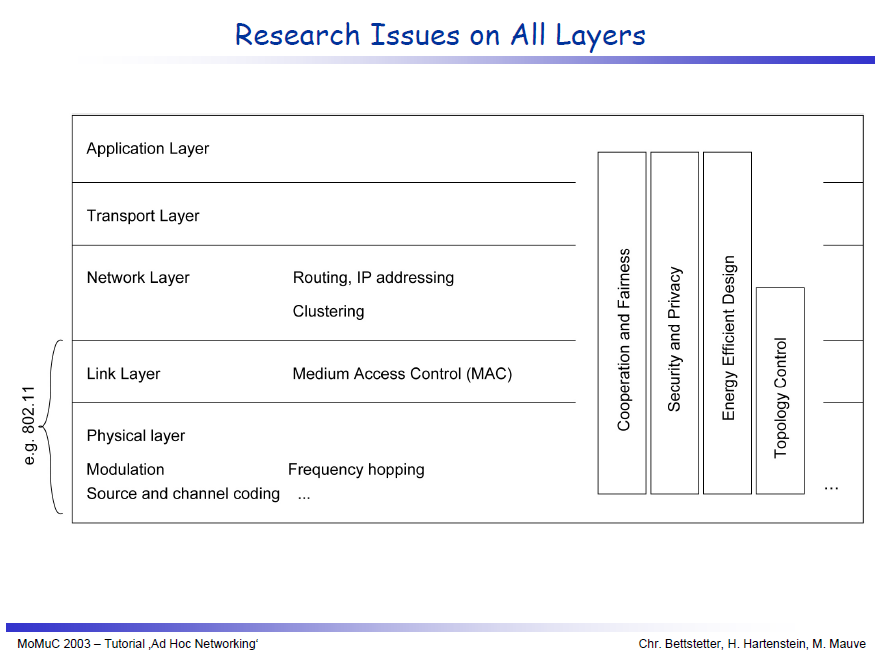 Research Issues on All Layers
Application Layer
Transport Layer
Network Layer Routing, IP addressing
Clustering
Link Layer Medium Access Control (MAC)
Physical layer
Modulation Frequency hopping
Source and channel coding ...
e.g. 802.11
Cooperation and Fairness
Security and Privacy
Energy Efficient Design
Topology Control
...
MoMuC 2003 – Tutorial ‚Ad Hoc Networking‘
Chr. Bettstetter, H. Hartenstein, M. Mauve